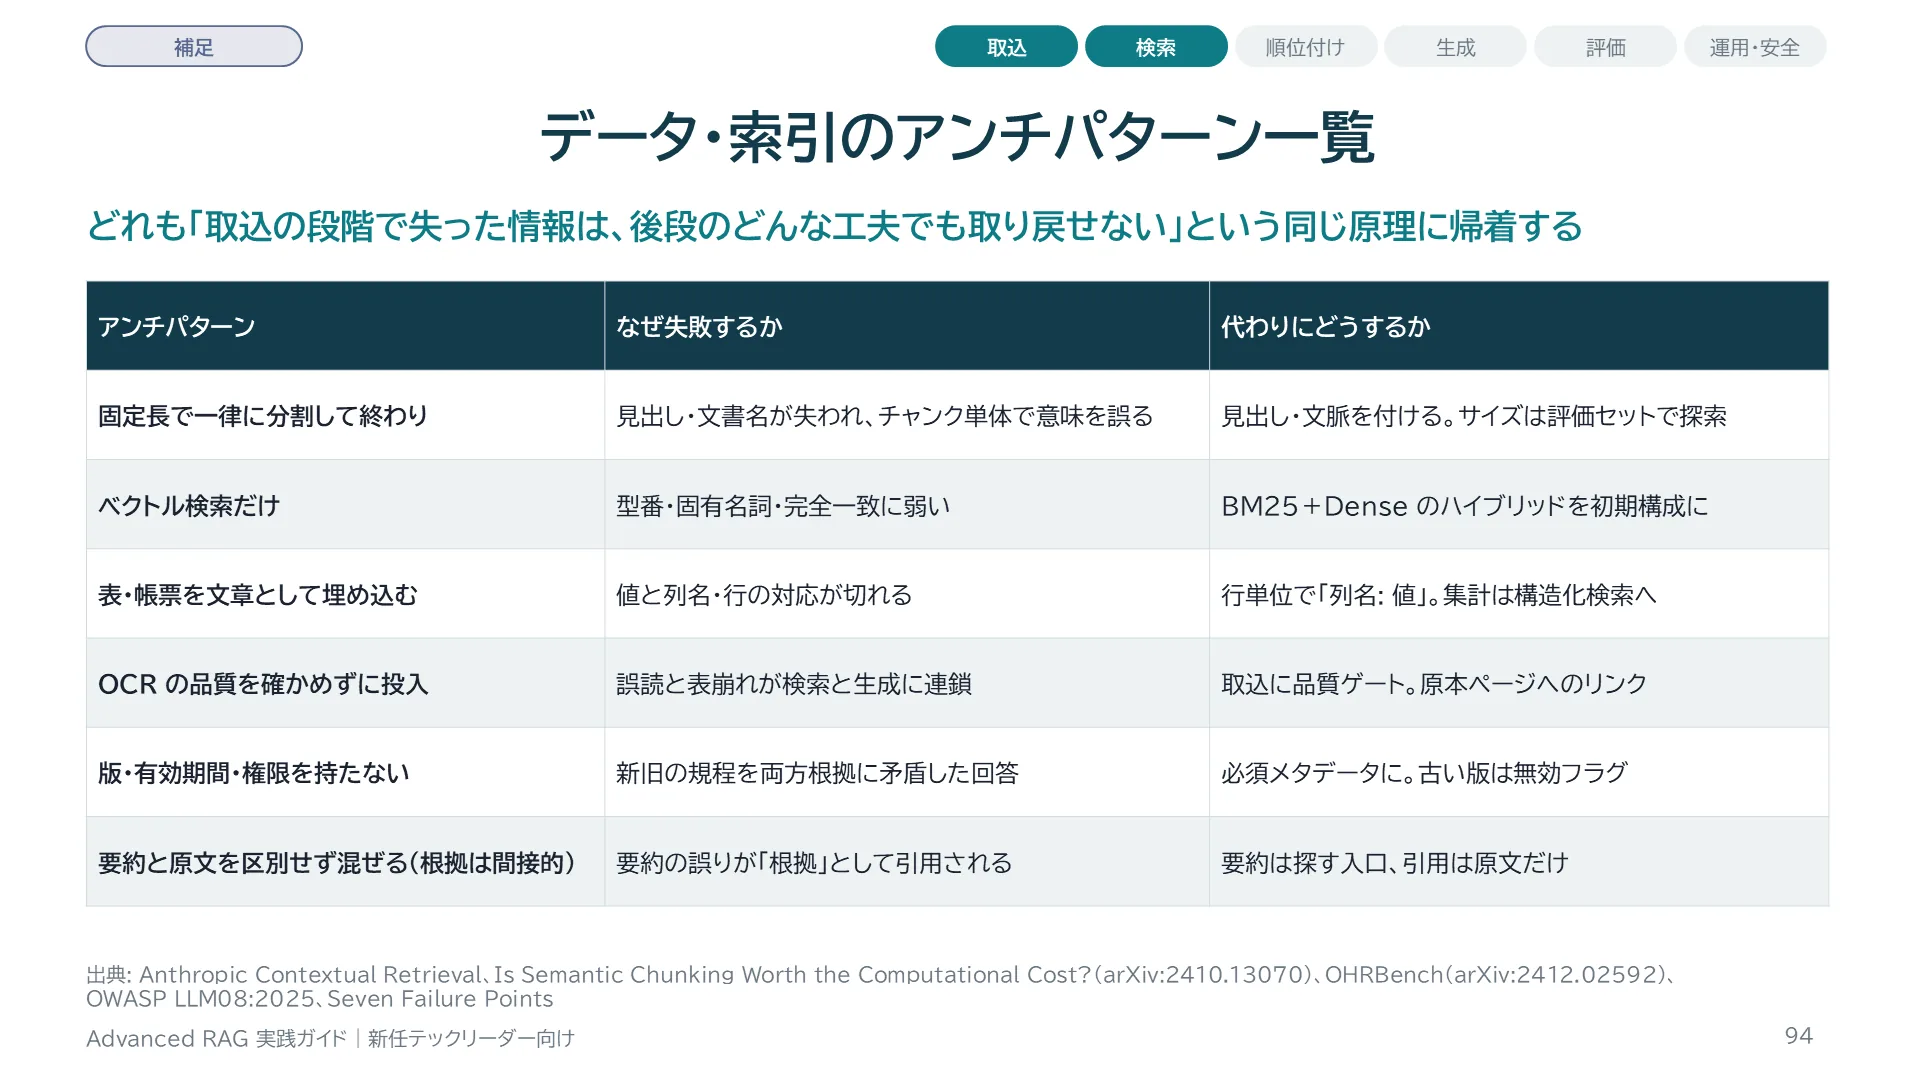 補足
取込
検索
順位付け
生成
評価
運用・安全
データ・索引のアンチパターン一覧
どれも「取込の段階で失った情報は、後段のどんな工夫でも取り戻せない」という同じ原理に帰着する
アンチパターン
なぜ失敗するか
代わりにどうするか
固定長で一律に分割して終わり
見出し・文書名が失われ、チャンク単体で意味を誤る
見出し・文脈を付ける。サイズは評価セットで探索
ベクトル検索だけ
型番・固有名詞・完全一致に弱い
BM25+Dense のハイブリッドを初期構成に
表・帳票を文章として埋め込む
値と列名・行の対応が切れる
行単位で「列名: 値」。集計は構造化検索へ
OCR の品質を確かめずに投入
誤読と表崩れが検索と生成に連鎖
取込に品質ゲート。原本ページへのリンク
版・有効期間・権限を持たない
新旧の規程を両方根拠に矛盾した回答
必須メタデータに。古い版は無効フラグ
要約と原文を区別せず混ぜる(根拠は間接的)
要約の誤りが「根拠」として引用される
要約は探す入口、引用は原文だけ
出典: Anthropic Contextual Retrieval、Is Semantic Chunking Worth the Computational Cost?(arXiv:2410.13070)、OHRBench(arXiv:2412.02592)、
OWASP LLM08:2025、Seven Failure Points
Advanced RAG 実践ガイド|新任テックリーダー向け
94